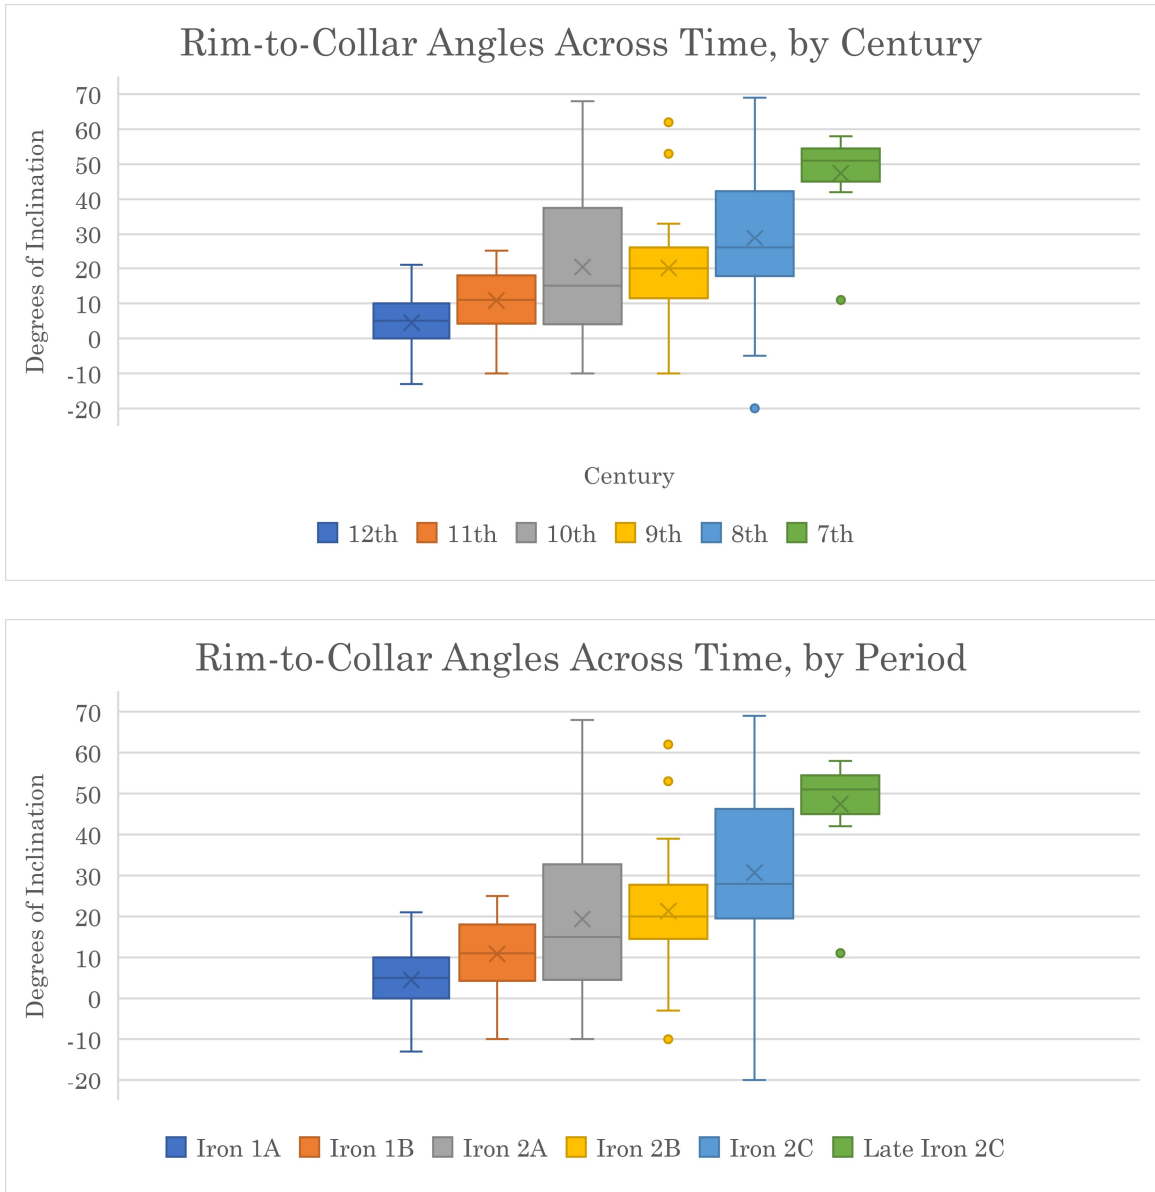 Rim-to-Collar Angles Across Time, by Century
Degrees of Inclination
70
60
50
40
30
20
10
0
-10
-20
Century
12th 11th 10th 9th 8th 7th
Rim-to-Collar Angles Across Time, by Period
Degrees of Inclination
70
60
50
40
30
20
10
0
-10
-20
Iron 1A Iron 1B Iron 2A Iron 2B Iron 2C Late Iron 2C